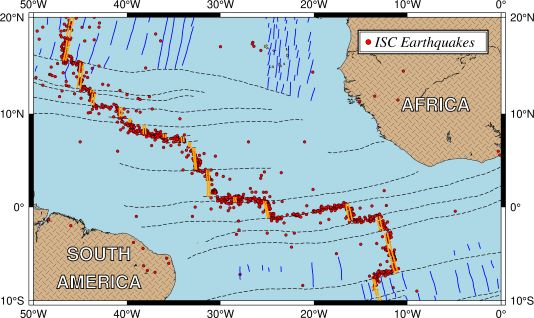 50°W 40°W 30°W 20°W 10°W 0°
20°N 20°N
ISC Earthquakes
AFRICA
10°N 10°N
0° 0°
SOUTH
AMERICA
10°S 10°S
50°W 40°W 30°W 20°W 10°W 0°